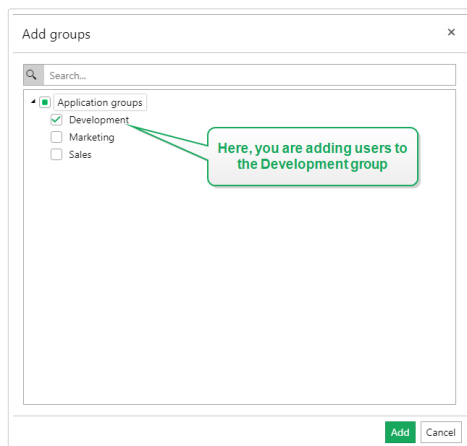 Add groups
Search...
Application groups
Development
Marketing
Sales
Here, you are adding users to
the Development group
Add Cancel